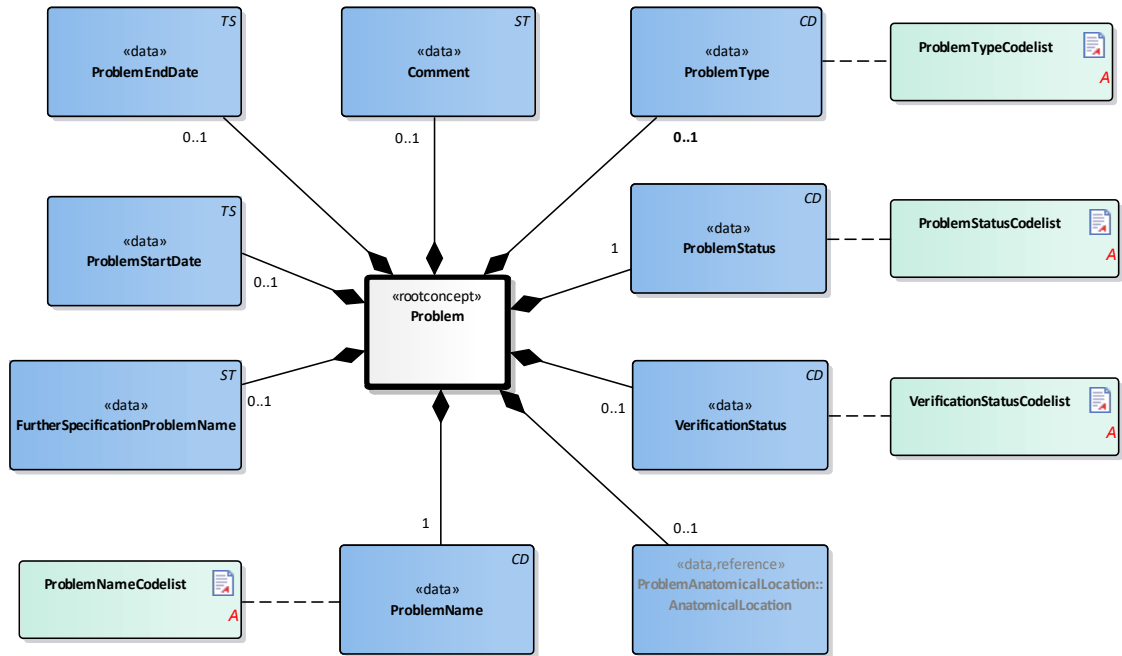 TS
«data»
ProblemEndDate
0..1
ST
«data»
Comment
0..1
CD
«data»
ProblemType
0..1
ProblemTypeCodelist
A
TS
«data»
ProblemStartDate
0..1
CD
«data»
ProblemStatus
1
ProblemStatusCodelist
A
«rootconcept»
Problem
ST
«data»
FurtherSpecificationProblemName
0..1
CD
«data»
VerificationStatus
0..1
VerificationStatusCodelist
A
ProblemNameCodelist
A
1
CD
«data»
ProblemName
0..1
«data,reference»
ProblemAnatomicalLocation::
AnatomicalLocation